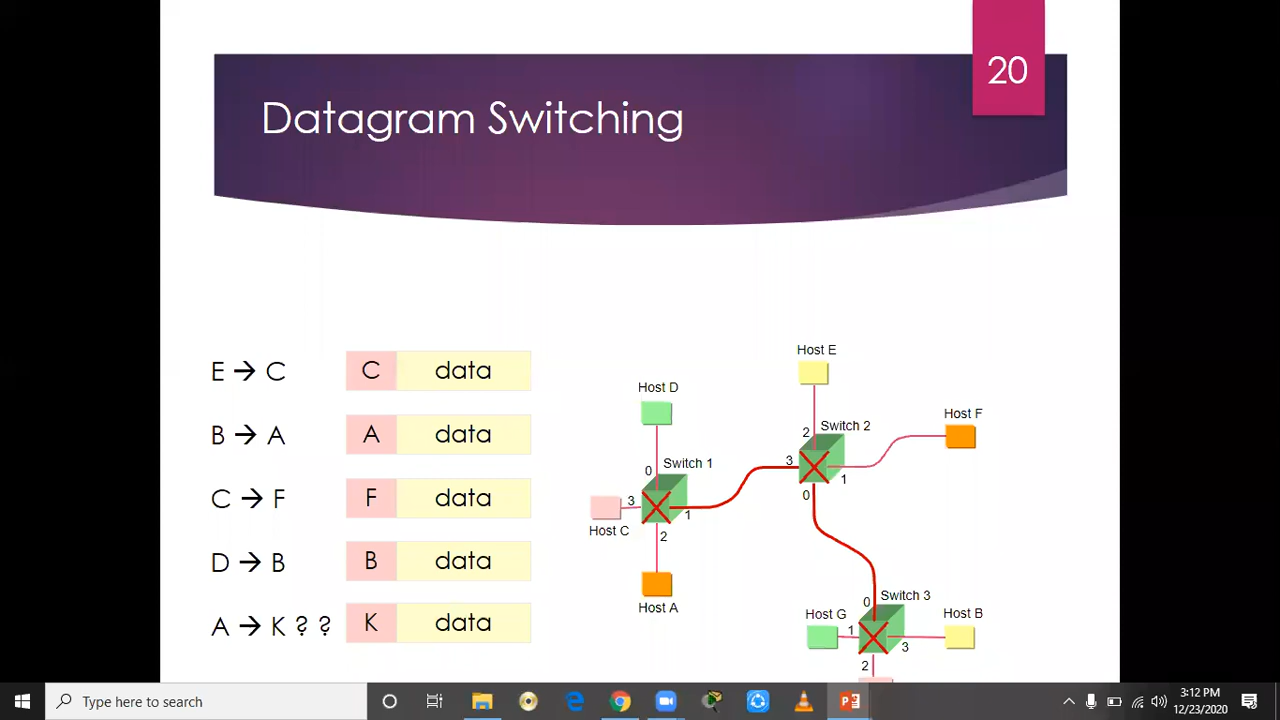 20
Datagram Switching
E → C C data
B → A A data
C → F F data
D → B B data
A → K ? ? K data
Host E
Host D
Host F
2 Switch 2
3
1
0
0 Switch 1
3
1
Host C
2
Host A
0 Switch 3
Host G Host B
1
3
2
Type here to search
3:12 PM
12/23/2020